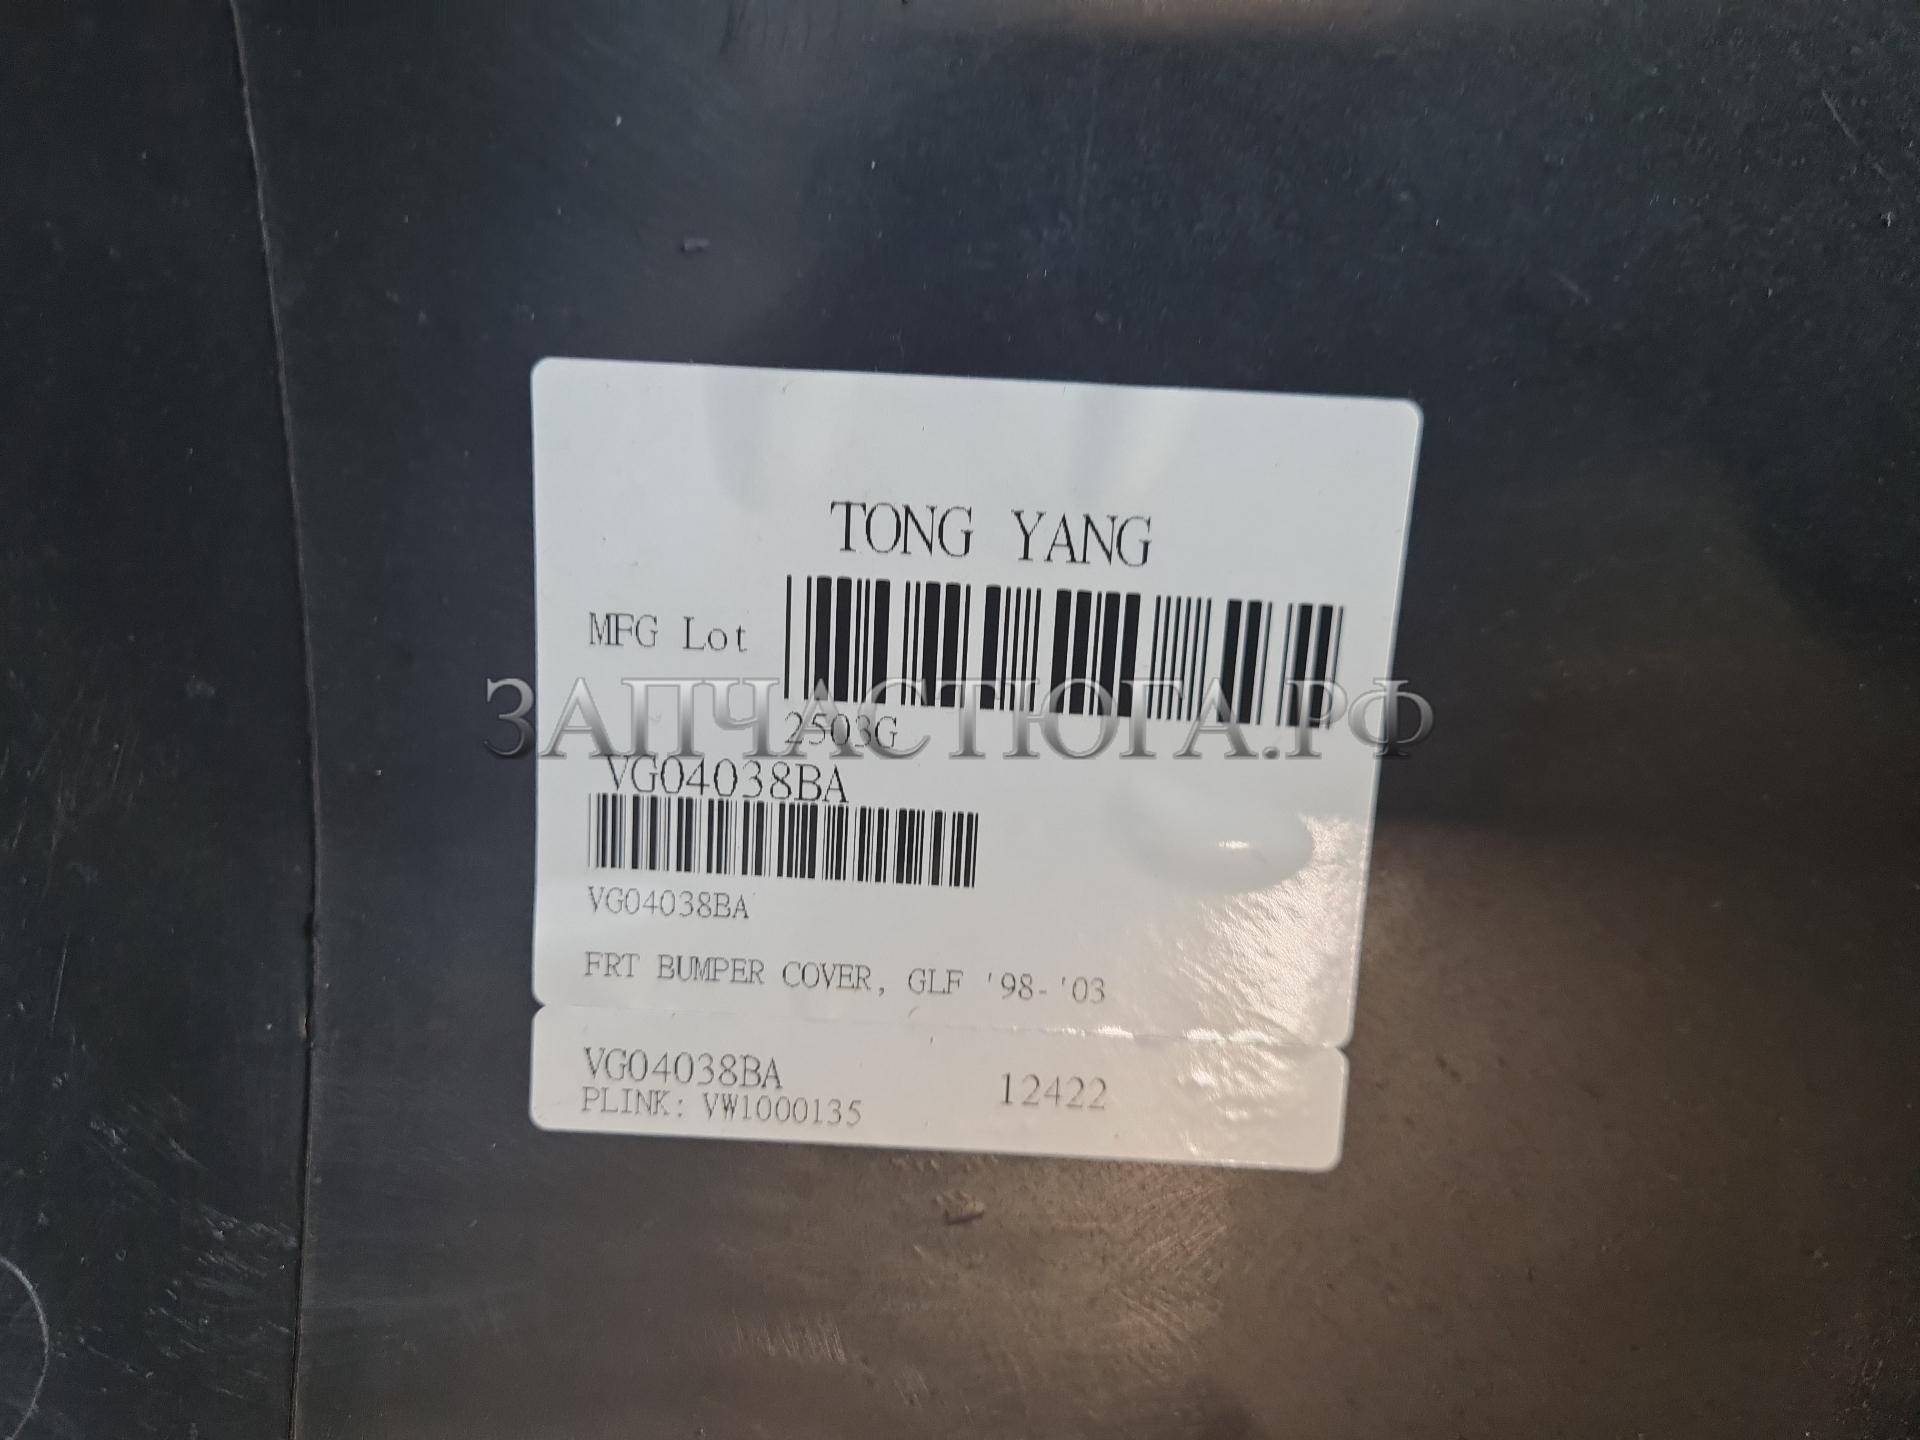 TONG YANG
MFG Lot
ЗАПЧАСТЮГА.РФ
2503G
VG04038BA
VG04038BA
FRT BUMPER COVER, GLF '98-'03
VG04038BA 12422
PLINK: VW1000135